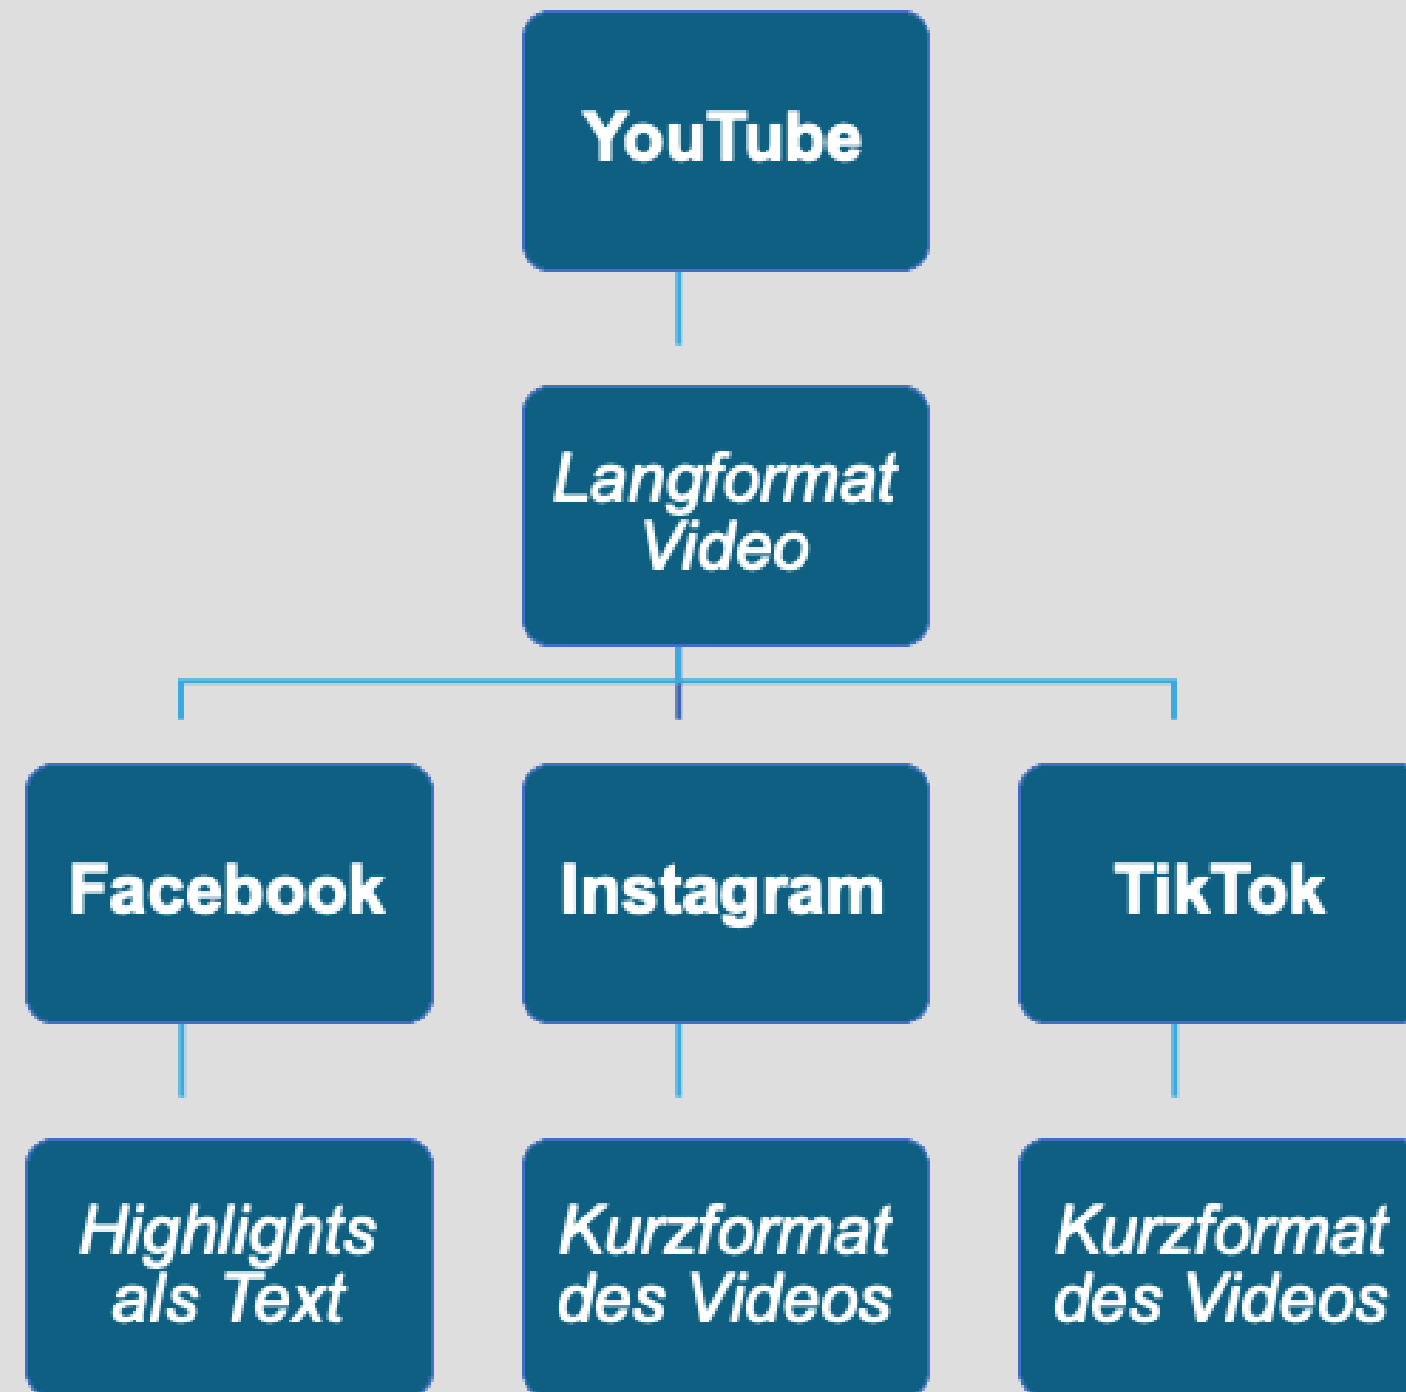 YouTube
Langformat
Video
Facebook
Instagram
TikTok
Highlights
als Text
Kurzformat
des Videos
Kurzformat
des Videos